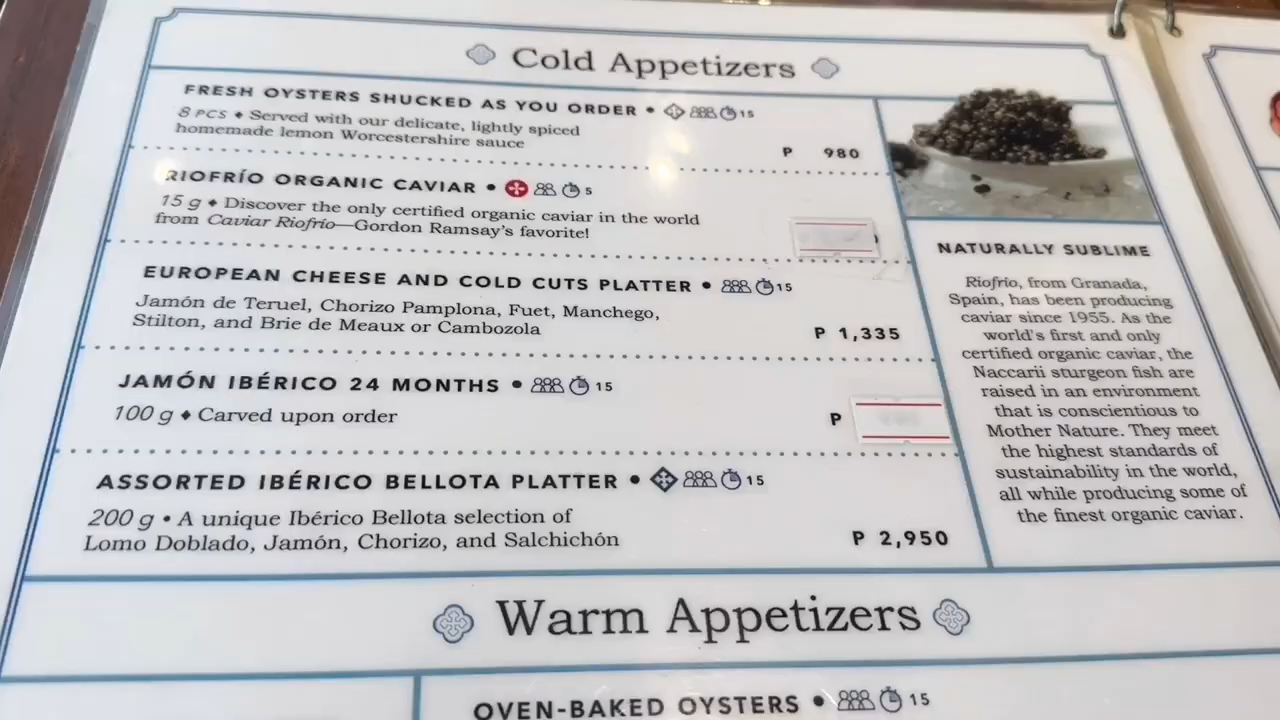 Cold Appetizers
FRESH OYSTERS SHUCKED AS YOU ORDER • 15
8 PCS ♦ Served with our delicate, lightly spiced
homemade lemon Worcestershire sauce
P 980
RIOFRÍO ORGANIC CAVIAR • 5
15 g ♦ Discover the only certified organic caviar in the world
from Caviar Riofrío—Gordon Ramsay's favorite!
EUROPEAN CHEESE AND COLD CUTS PLATTER • 15
Jamón de Teruel, Chorizo Pamplona, Fuet, Manchego,
Stilton, and Brie de Meaux or Cambozola
P 1,335
JAMÓN IBÉRICO 24 MONTHS • 15
100 g ♦ Carved upon order
P
ASSORTED IBÉRICO BELLOTA PLATTER • 15
200 g • A unique Ibérico Bellota selection of
Lomo Doblado, Jamón, Chorizo, and Salchichón
P 2,950
NATURALLY SUBLIME
Riofrío, from Granada,
Spain, has been producing
caviar since 1955. As the
world's first and only
certified organic caviar, the
Naccarii sturgeon fish are
raised in an environment
that is conscientious to
Mother Nature. They meet
the highest standards of
sustainability in the world,
all while producing some of
the finest organic caviar.
Warm Appetizers
OVEN-BAKED OYSTERS • 15